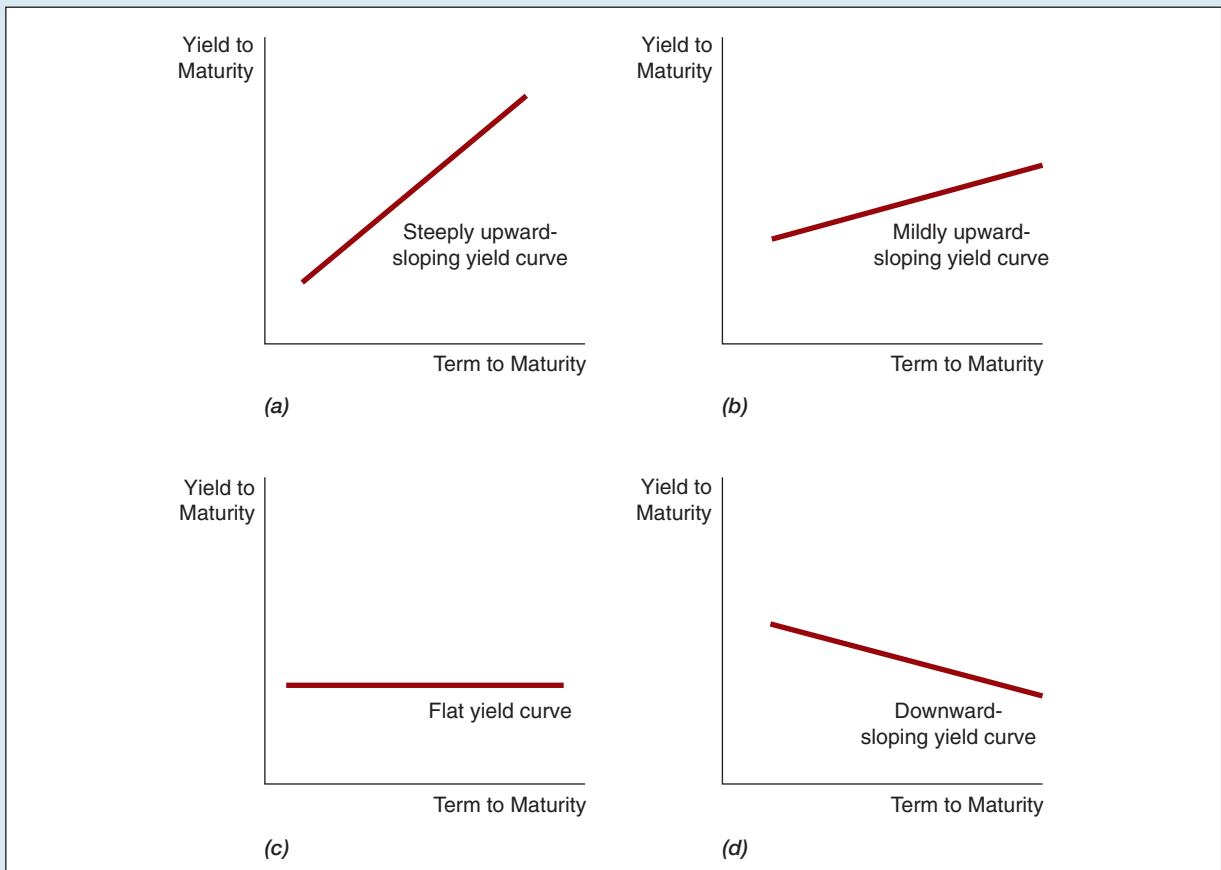 Yield to
Maturity
Steeply upward-
sloping yield curve
Term to Maturity
(a)
Yield to
Maturity
Mildly upward-
sloping yield curve
Term to Maturity
(b)
Yield to
Maturity
Flat yield curve
Term to Maturity
(c)
Yield to
Maturity
Downward-
sloping yield curve
Term to Maturity
(d)